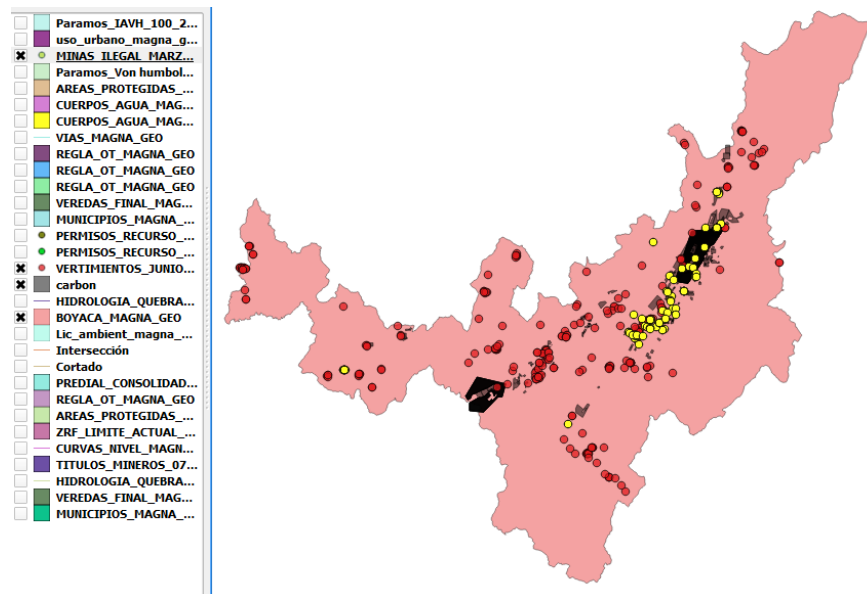 Paramos_IAVH_100_2...
uso_urbano_magna_g...
MINAS_ILEGAL_MARZ...
Paramos_Von humbol...
AREAS_PROTEGIDAS_...
CUERPOS_AGUA_MAG...
CUERPOS_AGUA_MAG...
VIAS_MAGNA_GEO
REGLA_OT_MAGNA_GEO
REGLA_OT_MAGNA_GEO
REGLA_OT_MAGNA_GEO
VEREDAS_FINAL_MAG...
MUNICIPIOS_MAGNA_...
PERMISOS_RECURSO_...
PERMISOS_RECURSO_...
VERTIMIENTOS_JUNIO...
carbon
HIDROLOGIA_QUEBRA...
BOYACA_MAGNA_GEO
Lic_ambient_magna_...
Intersección
Cortado
PREDIAL_CONSOLIDAD...
REGLA_OT_MAGNA_GEO
AREAS_PROTEGIDAS_...
ZRF_LIMITE_ACTUAL_...
CURVAS_NIVEL_MAGN...
TITULOS_MINEROS_07...
HIDROLOGIA_QUEBRA...
VEREDAS_FINAL_MAG...
MUNICIPIOS_MAGNA_...